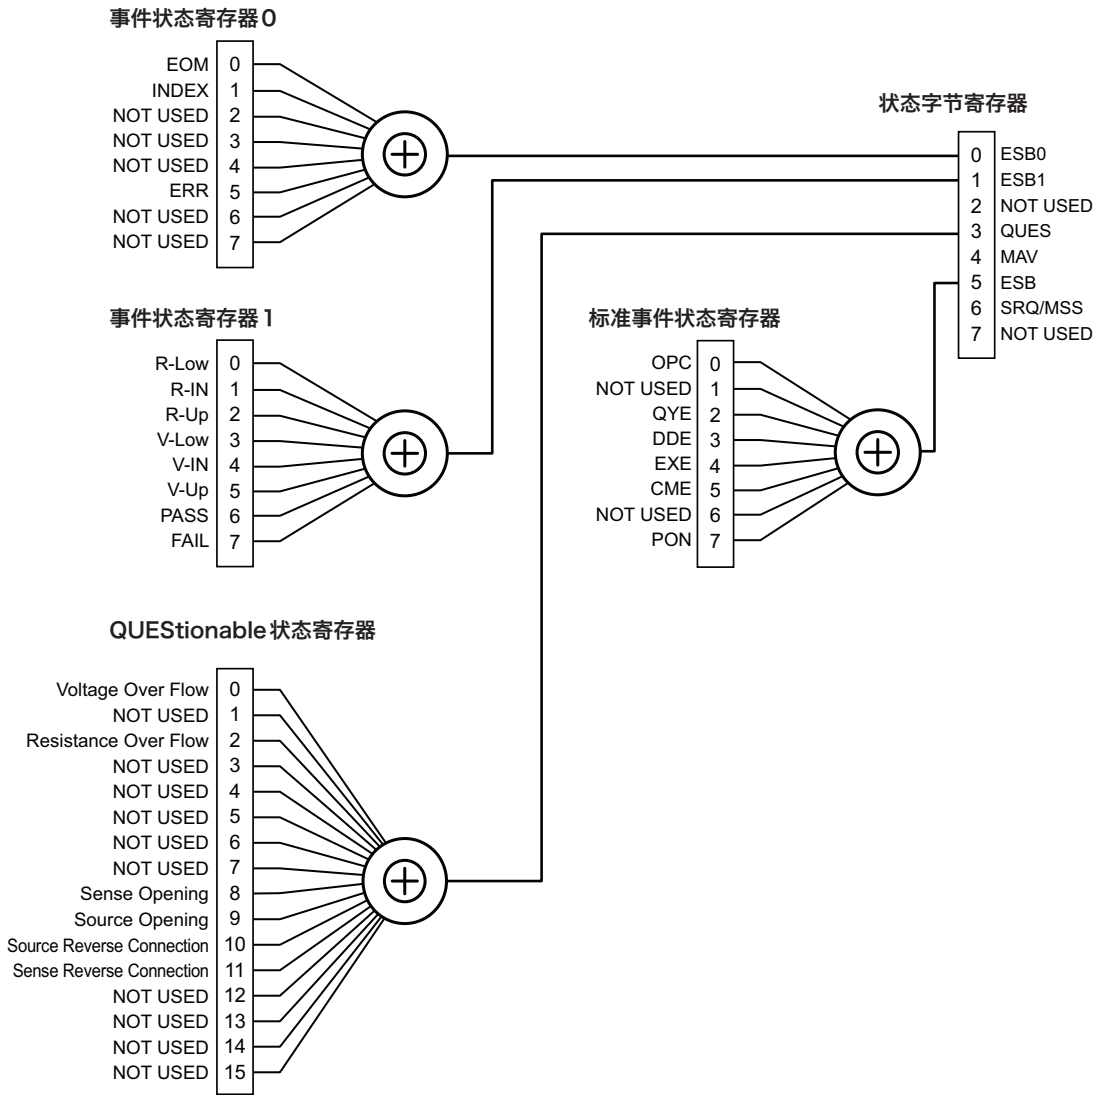 事件状态寄存器0
EOM 0
INDEX 1
NOT USED 2
NOT USED 3
NOT USED 4
ERR 5
NOT USED 6
NOT USED 7
状态字节寄存器
0 ESB0
1 ESB1
2 NOT USED
3 QUES
4 MAV
5 ESB
6 SRQ/MSS
7 NOT USED
事件状态寄存器1
R-Low 0
R-IN 1
R-Up 2
V-Low 3
V-IN 4
V-Up 5
PASS 6
FAIL 7
标准事件状态寄存器
OPC 0
NOT USED 1
QYE 2
DDE 3
EXE 4
CME 5
NOT USED 6
PON 7
QUEStionable状态寄存器
Voltage Over Flow 0
NOT USED 1
Resistance Over Flow 2
NOT USED 3
NOT USED 4
NOT USED 5
NOT USED 6
NOT USED 7
Sense Opening 8
Source Opening 9
Source Reverse Connection 10
Sense Reverse Connection 11
NOT USED 12
NOT USED 13
NOT USED 14
NOT USED 15